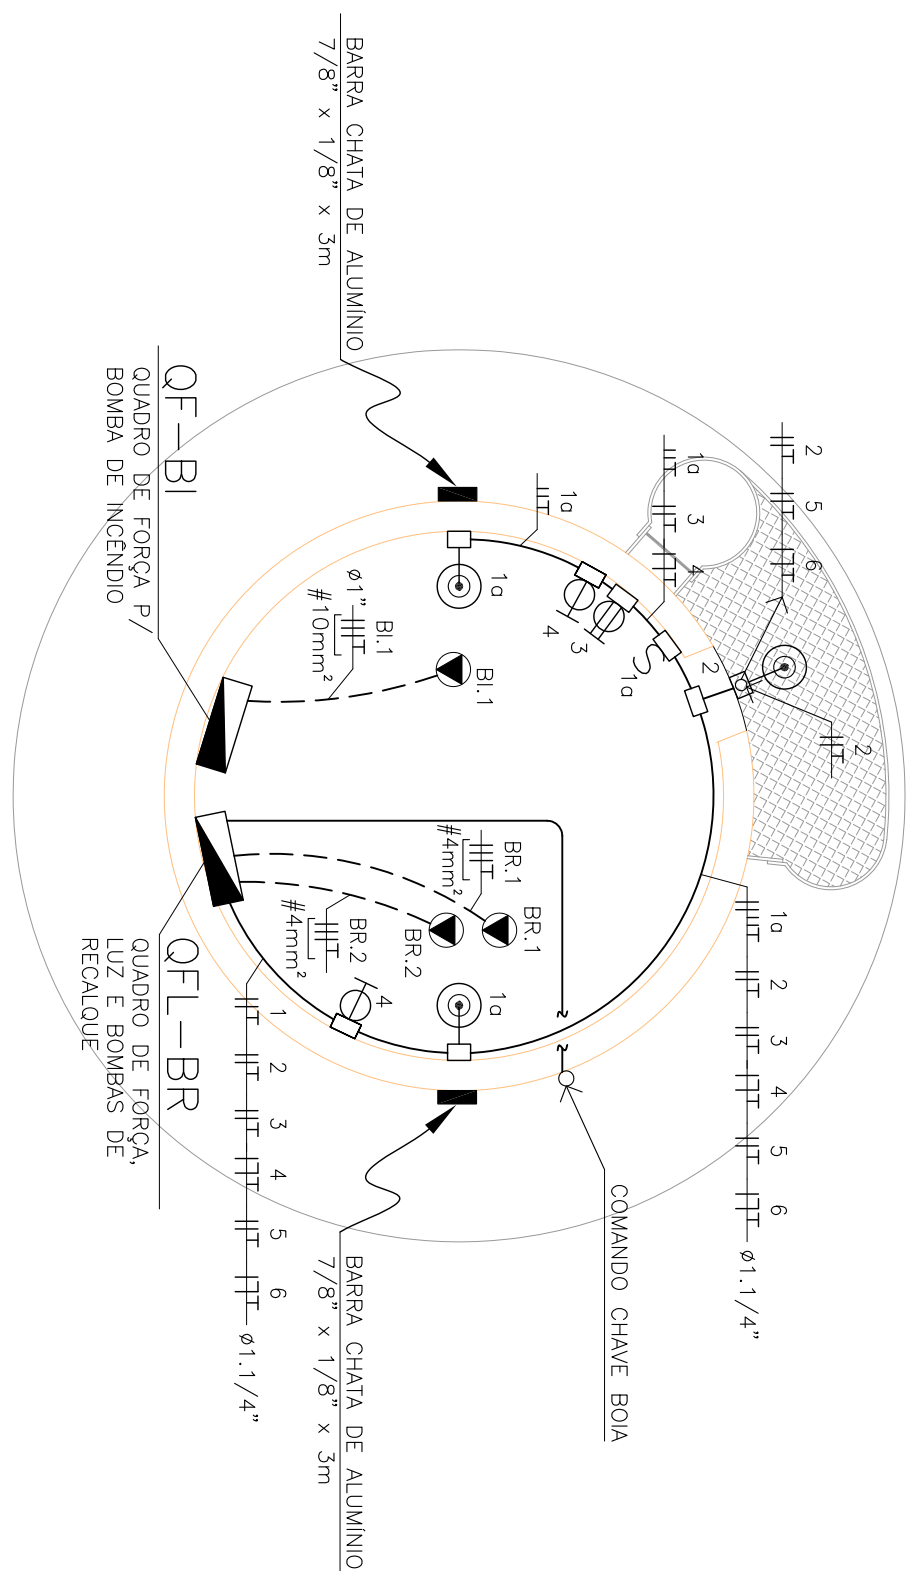 BARRA CHATA DE ALUMÍNIO
7/8" x 1/8" x 3m
QF-BI
QUADRO DE FORÇA P/
BOMBA DE INCÊNDIO
2 5 6
1a 3 4
1a
1a
4
3
1a
2
2
BI.1
BI.1
ø1"
#10mm²
BR.1
#4mm²
BR.1
BR.2
BR.2
#4mm²
1a
4
QFL-BR
QUADRO DE FORÇA,
LUZ E BOMBAS DE
RECALQUE
1a 2 3 4 5 6
ø1.1/4"
1 2 3 4 5 6
ø1.1/4"
COMANDO CHAVE BOIA
BARRA CHATA DE ALUMÍNIO
7/8" x 1/8" x 3m